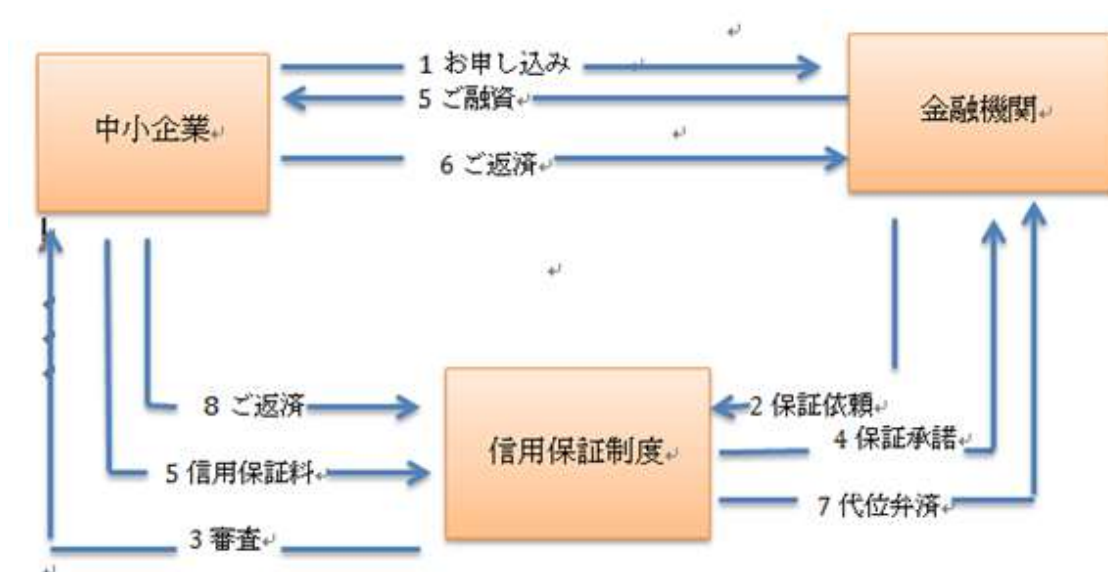 1 お申し込み
5 ご融資
中小企業
金融機関
6 ご返済
8 ご返済
2 保証依頼
4 保証承諾
信用保証制度
5 信用保証料
7 代位弁済
3 審査